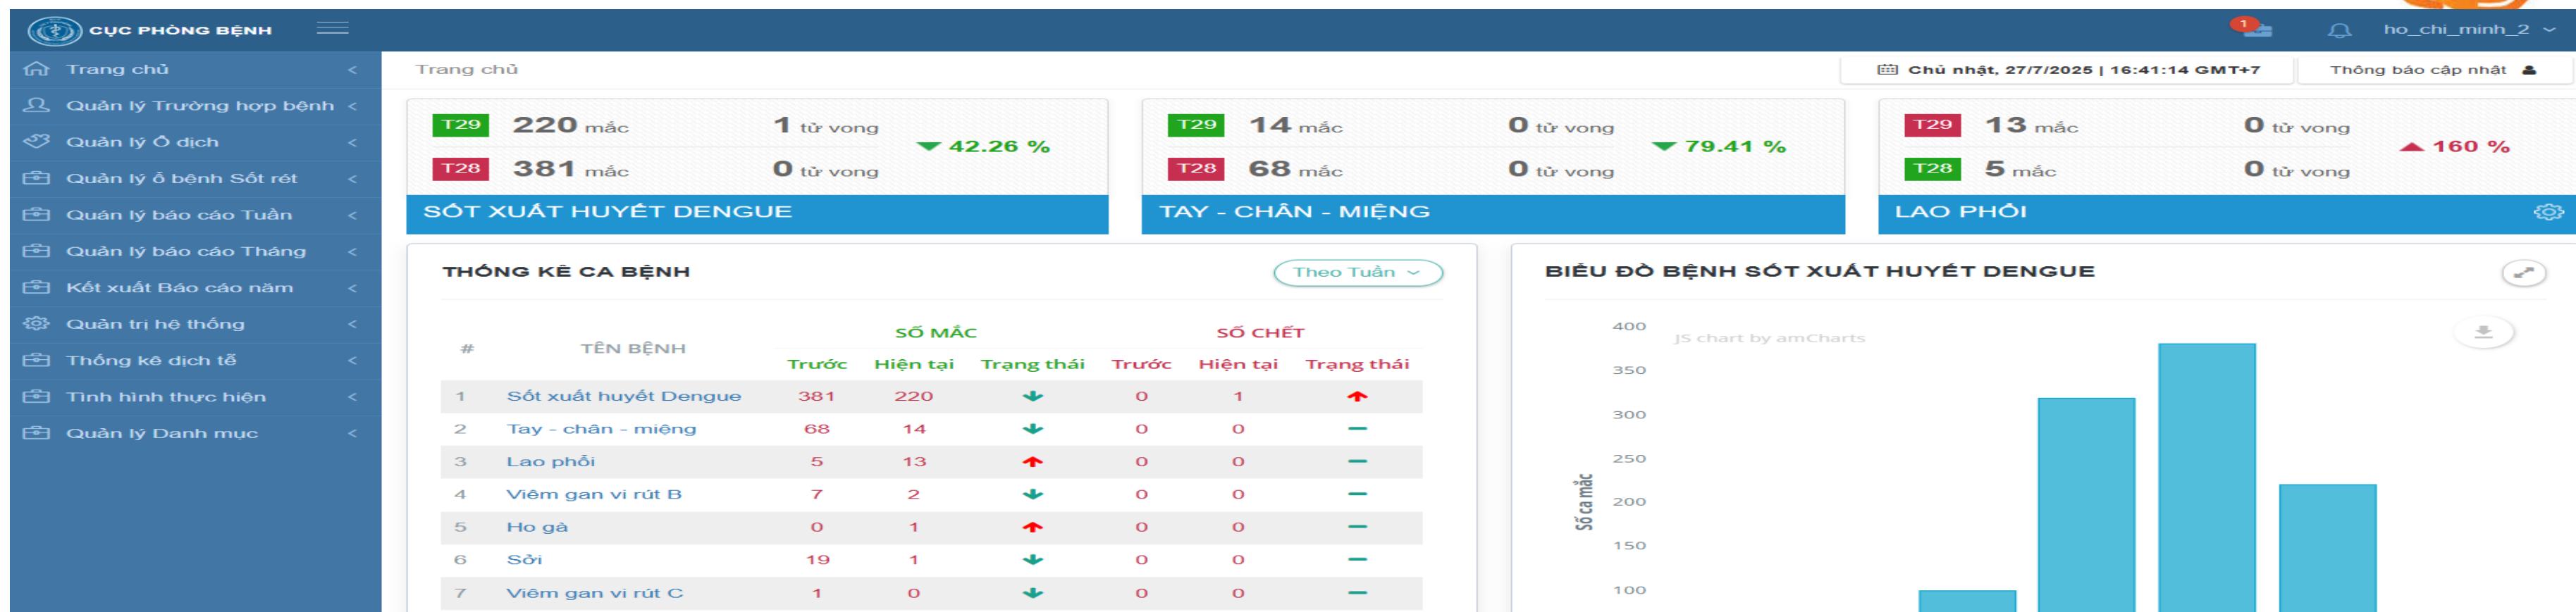 CỤC PHÒNG BỆNH
1
ho_chi_minh_2
Trang chủ
Quản lý Trường hợp bệnh
Quản lý Ổ dịch
Quản lý ổ bệnh Sốt rét
Quản lý báo cáo Tuần
Quản lý báo cáo Tháng
Kết xuất Báo cáo năm
Quản trị hệ thống
Thống kê dịch tễ
Tình hình thực hiện
Quản lý Danh mục
Trang chủ
Chủ nhật, 27/7/2025 | 16:41:14 GMT+7
Thông báo cập nhật
T29 220 mắc 1 tử vong
42.26 %
T28 381 mắc 0 tử vong
SỐT XUẤT HUYẾT DENGUE
T29 14 mắc 0 tử vong
79.41 %
T28 68 mắc 0 tử vong
TAY - CHÂN - MIỆNG
T29 13 mắc 0 tử vong
160 %
T28 5 mắc 0 tử vong
LAO PHỔI
THỐNG KÊ CA BỆNH
Theo Tuần
# TÊN BỆNH SỐ MẮC SỐ CHẾT
Trước Hiện tại Trạng thái Trước Hiện tại Trạng thái
1 Sốt xuất huyết Dengue 381 220 0 1
2 Tay - chân - miệng 68 14 0 0
3 Lao phổi 5 13 0 0
4 Viêm gan vi rút B 7 2 0 0
5 Ho gà 0 1 0 0
6 Sởi 19 1 0 0
7 Viêm gan vi rút C 1 0 0 0
BIỂU ĐỒ BỆNH SỐT XUẤT HUYẾT DENGUE
JS chart by amCharts
Số ca mắc
400
350
300
250
200
150
100